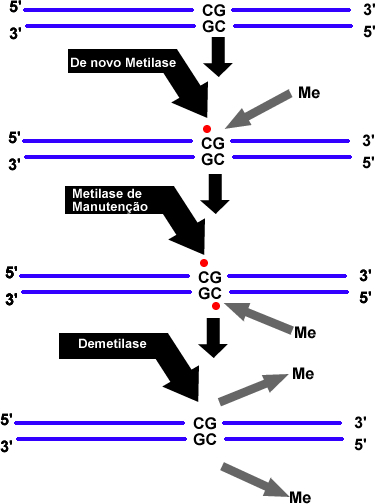 5' CG 3'
3' GC 5'
De novo Metilase
Me
5' CG 3'
3' GC 5'
Metilase de
Manutenção
5' CG 3'
3' GC 5'
Me
Demetilase
Me
5' CG 3'
3' GC 5'
Me